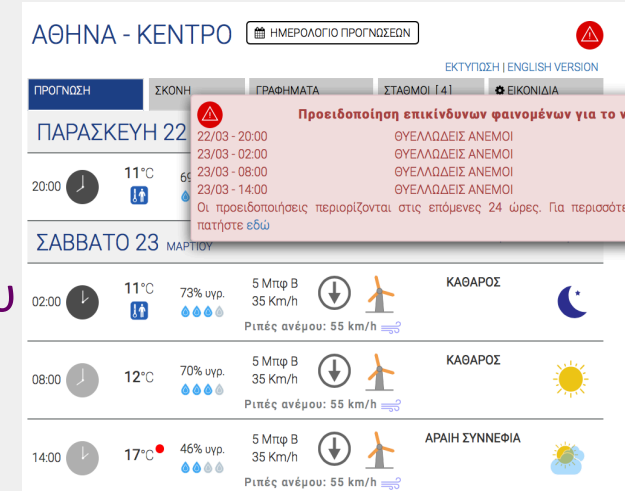 ΑΘΗΝΑ - ΚΕΝΤΡΟ ΗΜΕΡΟΛΟΓΙΟ ΠΡΟΓΝΩΣΕΩΝ
ΕΚΤΥΠΩΣΗ | ENGLISH VERSION
ΠΡΟΓΝΩΣΗ ΣΚΟΝΗ ΓΡΑΦΗΜΑΤΑ ΣΤΑΘΜΟΙ [ 4 ] ΕΙΚΟΝΙΔΙΑ
Προειδοποίηση επικίνδυνων φαινομένων για το
ΠΑΡΑΣΚΕΥΗ 22
22/03 - 20:00 ΘΥΕΛΛΩΔΕΙΣ ΑΝΕΜΟΙ
23/03 - 02:00 ΘΥΕΛΛΩΔΕΙΣ ΑΝΕΜΟΙ
23/03 - 08:00 ΘΥΕΛΛΩΔΕΙΣ ΑΝΕΜΟΙ
23/03 - 14:00 ΘΥΕΛΛΩΔΕΙΣ ΑΝΕΜΟΙ
Οι προειδοποιήσεις περιορίζονται στις επόμενες 24 ώρες. Για
πατήστε εδώ
20:00 11°C
ΣΑΒΒΑΤΟ 23 ΜΑΡΤΙΟΥ
02:00 11°C 73% υγρ. 5 Μπφ Β ΚΑΘΑΡΟΣ
35 Km/h
Ριπές ανέμου: 55 km/h
08:00 12°C 70% υγρ. 5 Μπφ Β ΚΑΘΑΡΟΣ
35 Km/h
Ριπές ανέμου: 55 km/h
14:00 17°C 46% υγρ. 5 Μπφ Β ΑΡΑΙΗ ΣΥΝΝΕΦΙΑ
35 Km/h
Ριπές ανέμου: 55 km/h